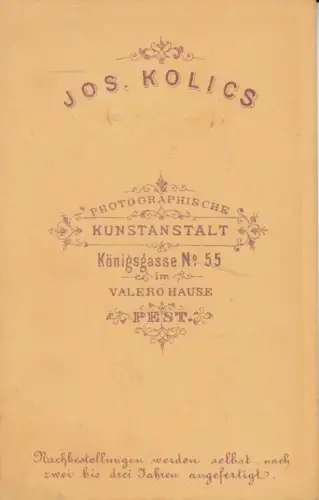 JOS. KOLICS
PHOTOGRAPHISCHE
KUNSTANSTALT
Königsgasse No. 55
im
VALERO HAUSE
PEST.
Nachbestellungen werden selbst nach
zwei bis drei Jahren angefertigt.